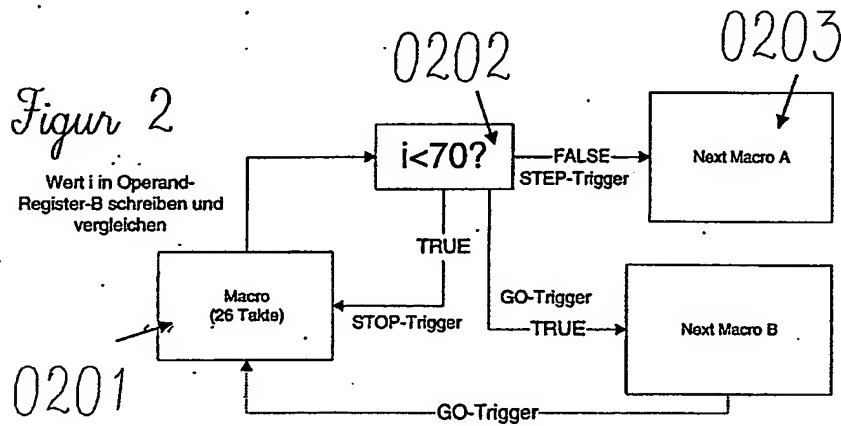 0202
0203
Figur 2
i<70?
FALSE
STEP-Trigger
Next Macro A
Wert i in Operand-
Register-B schreiben und
vergleichen
TRUE
Macro
(26 Takte)
STOP-Trigger
GO-Trigger
TRUE
Next Macro B
0201
GO-Trigger